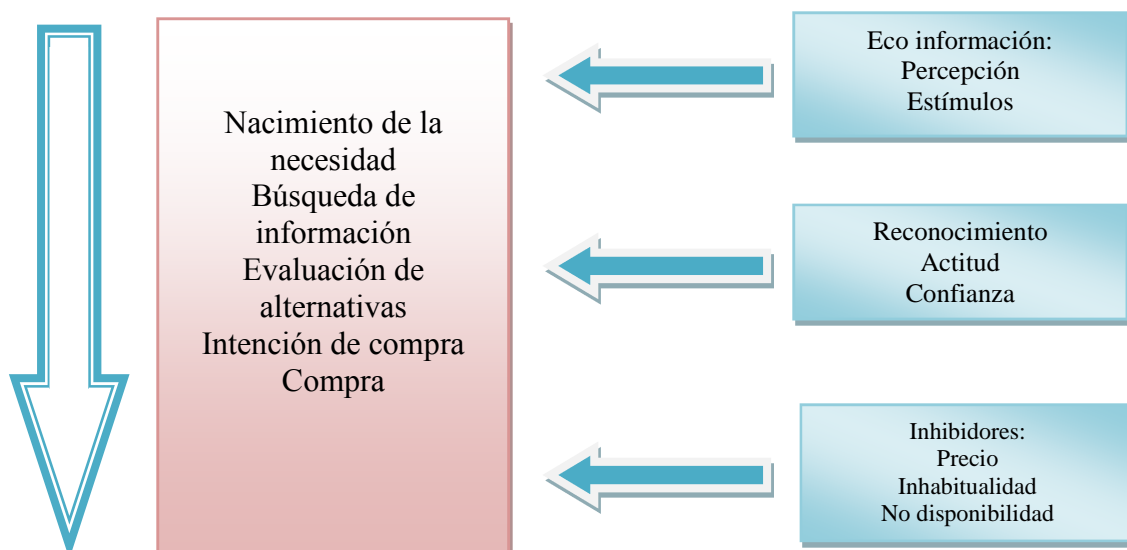 Nacimiento de la
necesidad
Búsqueda de
información
Evaluación de
alternativas
Intención de compra
Compra
Eco información:
Percepción
Estímulos
Reconocimiento
Actitud
Confianza
Inhibidores:
Precio
Inhabitualidad
No disponibilidad